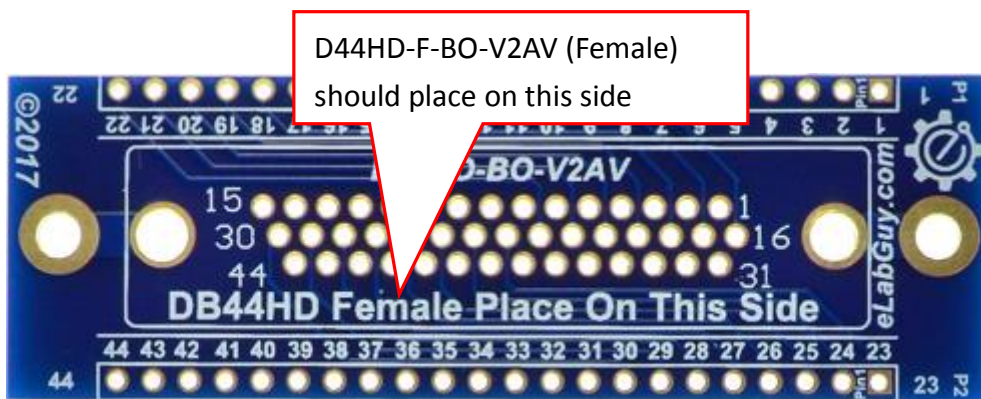 D44HD-F-BO-V2AV (Female)
should place on this side
22
Pin1
1
P1
22 21 20 19 18 17 16
5 4 3 2 1
©2017
O-BO-V2AV
eLabGuy.com
15
1
30
16
44
31
DB44HD Female Place On This Side
44 43 42 41 40 39 38 37 36 35 34 33 32 31 30 29 28 27 26 25 24 23
44
Pin1
23
P2